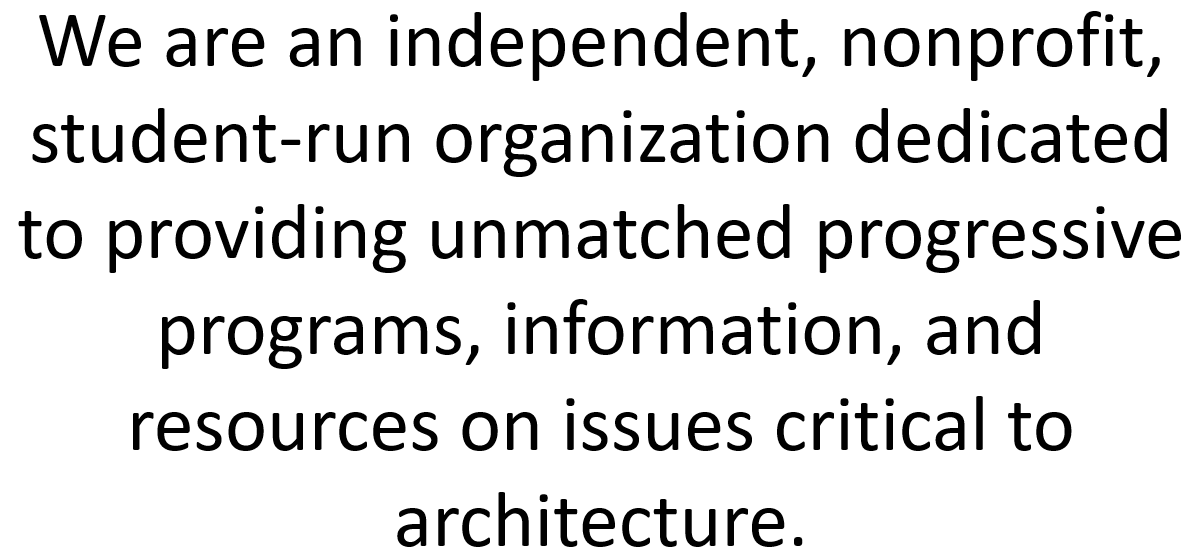 We are an independent, nonprofit,
student-run organization dedicated
to providing unmatched progressive
programs, information, and
resources on issues critical to
architecture.